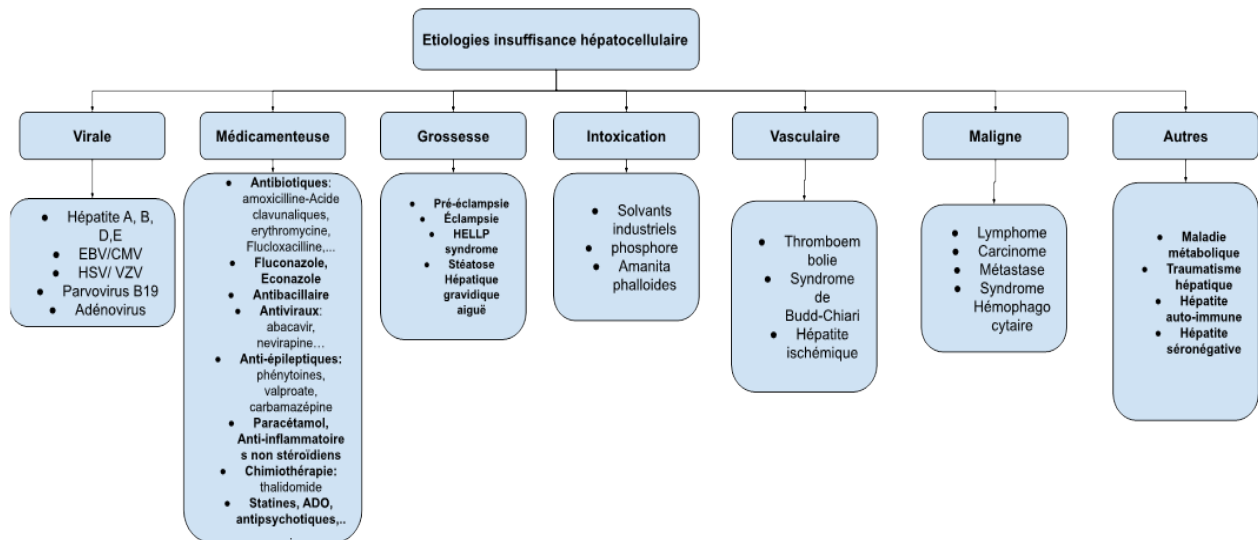 Etiologies insuffisance hépatocellulaire
Virale
Médicamenteuse
Grossesse
Intoxication
Vasculaire
Maligne
Autres
● Hépatite A, B,
D,E
● EBV/CMV
● HSV/ VZV
● Parvovirus B19
● Adénovirus
● Antibiotiques:
amoxicilline-Acide
clavunaliques,
erythromycine,
Flucloxacilline,...
● Fluconazole,
Econazole
● Antibacillaire
● Antiviraux:
abacavir,
nevirapine…
● Anti-épileptiques:
phénytoines,
valproate,
carbamazépine
● Paracétamol,
Anti-inflammatoire
s non stéroïdiens
● Chimiothérapie:
thalidomide
● Statines, ADO,
antipsychotiques,..
● Pré-éclampsie
● Éclampsie
● HELLP
syndrome
● Stéatose
Hépatique
gravidique
aiguë
● Solvants
industriels
● phosphore
● Amanita
phalloides
● Thromboem
bolie
● Syndrome
de
Budd-Chiari
● Hépatite
ischémique
● Lymphome
● Carcinome
● Métastase
● Syndrome
Hémophago
cytaire
● Maladie
métabolique
● Traumatisme
hépatique
● Hépatite
auto-immune
● Hépatite
séronégative